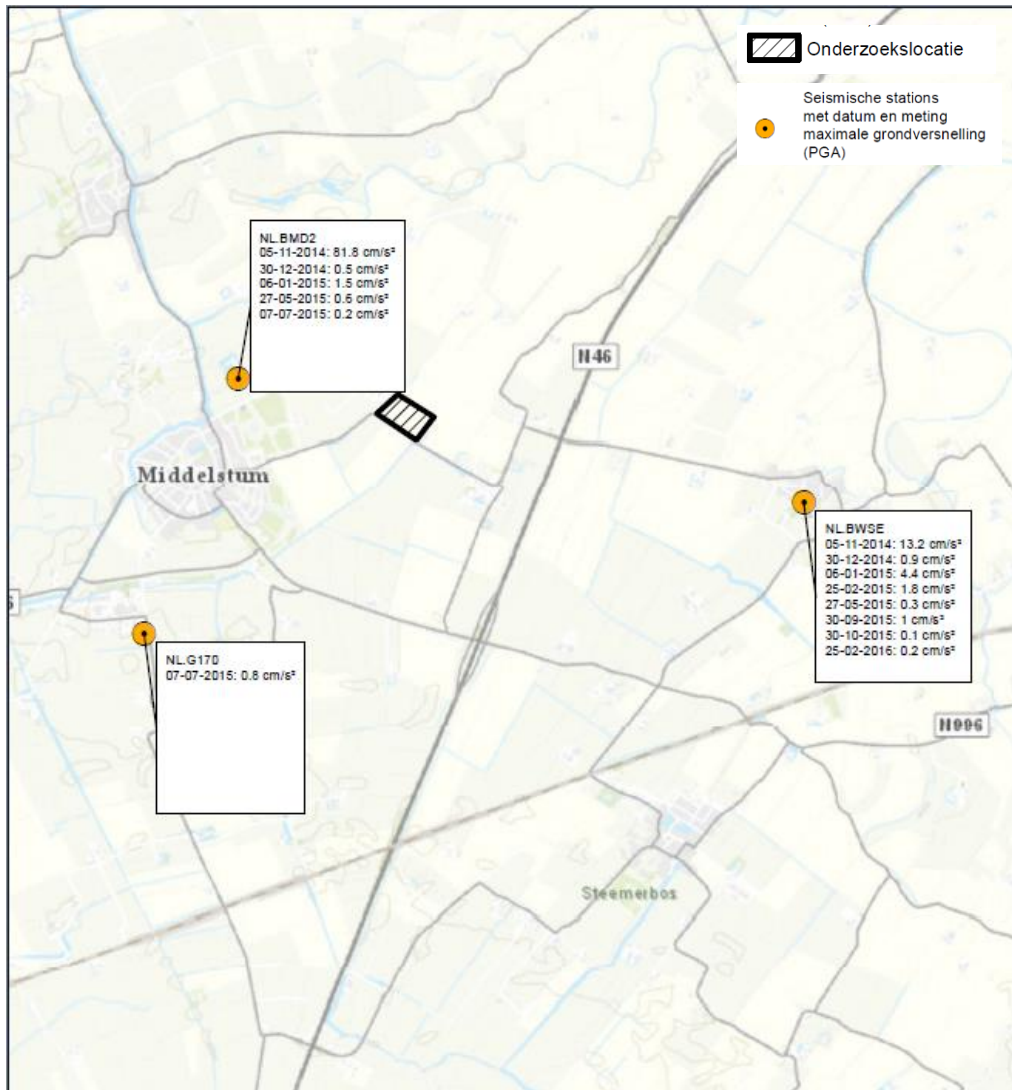 Onderzoekslocatie
Seismische stations
met datum en meting
maximale grondversnelling
(PGA)
NL.BMD2
05-11-2014: 81.8 cm/s²
30-12-2014: 0.5 cm/s²
06-01-2015: 1.5 cm/s²
27-05-2015: 0.6 cm/s²
07-07-2015: 0.2 cm/s²
N46
Middelstum
NL.BWSE
05-11-2014: 13.2 cm/s²
30-12-2014: 0.9 cm/s²
06-01-2015: 4.4 cm/s²
25-02-2015: 1.8 cm/s²
27-05-2015: 0.3 cm/s²
30-09-2015: 1 cm/s²
30-10-2015: 0.1 cm/s²
25-02-2016: 0.2 cm/s²
NL.G170
07-07-2015: 0.8 cm/s²
N996
Steemerbos